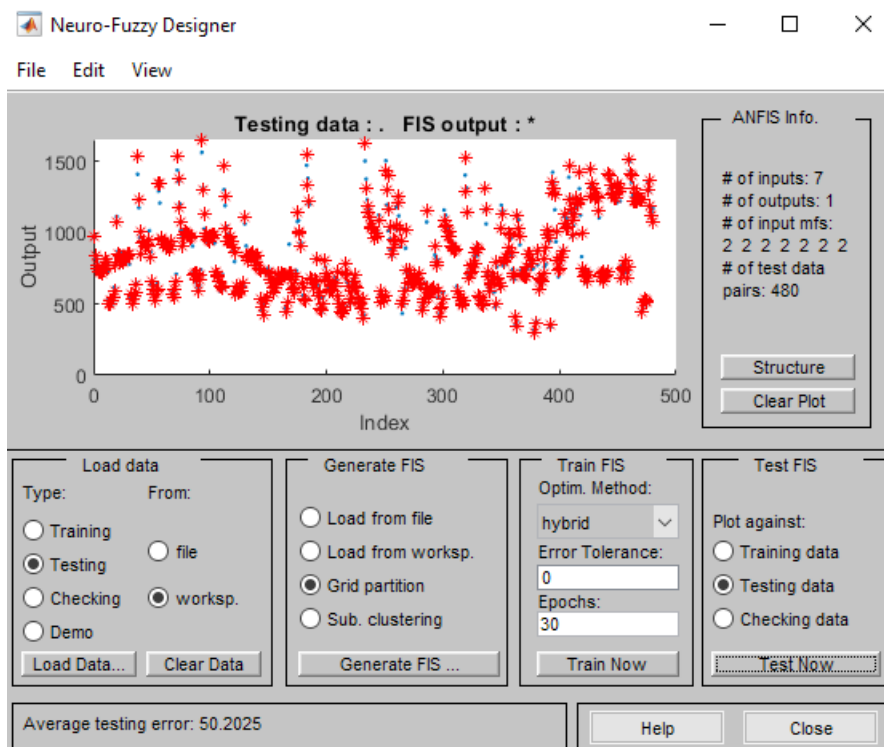 Neuro-Fuzzy Designer
File Edit View
Testing data : . FIS output : *
Output
1500
1000
500
0
0 100 200 300 400 500
Index
ANFIS Info.
# of inputs: 7
# of outputs: 1
# of input mfs:
2 2 2 2 2 2 2
# of test data
pairs: 480
Structure
Clear Plot
Load data
Type: From:
Training
Testing
Checking
Demo
file
worksp.
Load Data... Clear Data
Generate FIS
Load from file
Load from worksp.
Grid partition
Sub. clustering
Generate FIS ...
Train FIS
Optim. Method:
hybrid
Error Tolerance:
0
Epochs:
30
Train Now
Test FIS
Plot against:
Training data
Testing data
Checking data
Test Now
Average testing error: 50.2025
Help Close